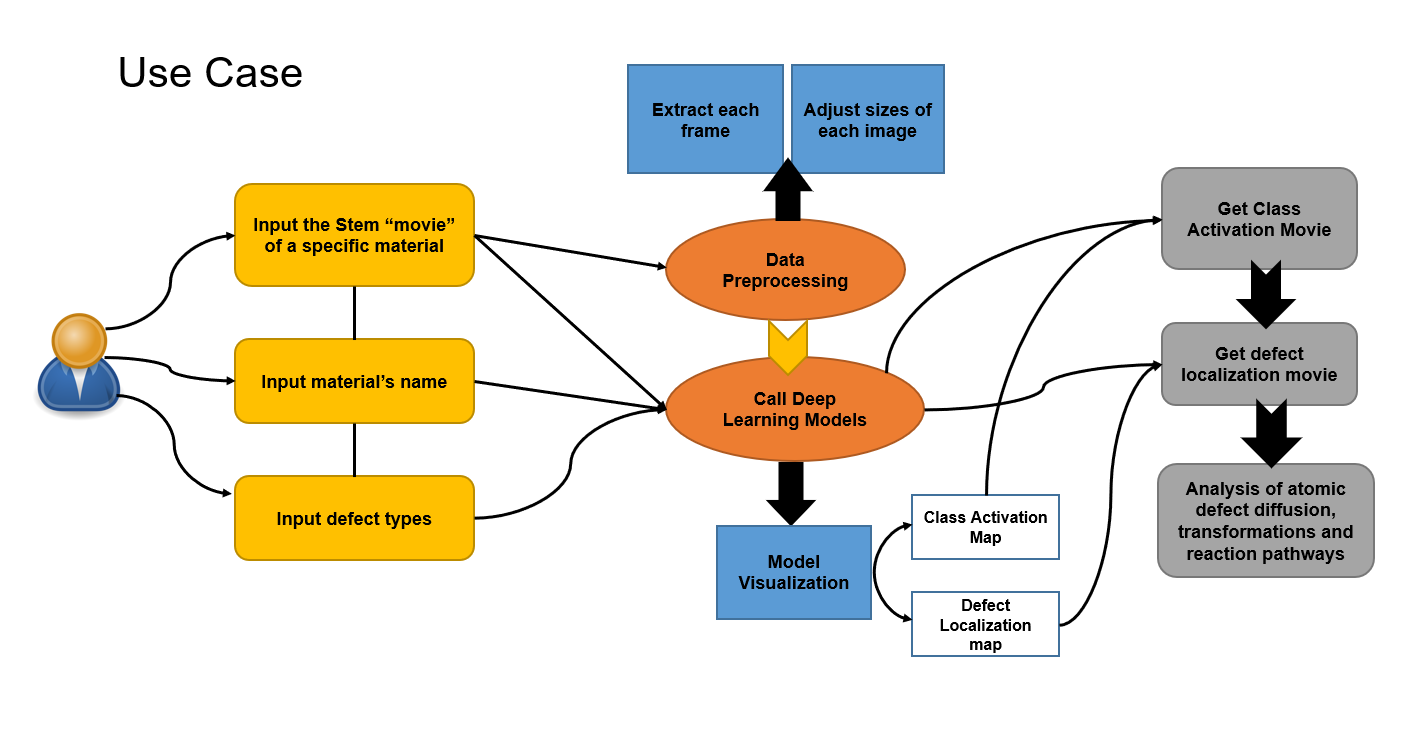 Use Case
Extract each
frame
Adjust sizes of
each image
Input the Stem “movie”
of a specific material
Input material’s name
Input defect types
Data
Preprocessing
Call Deep
Learning Models
Model
Visualization
Class Activation
Map
Defect
Localization
map
Get Class
Activation Movie
Get defect
localization movie
Analysis of atomic
defect diffusion,
transformations and
reaction pathways